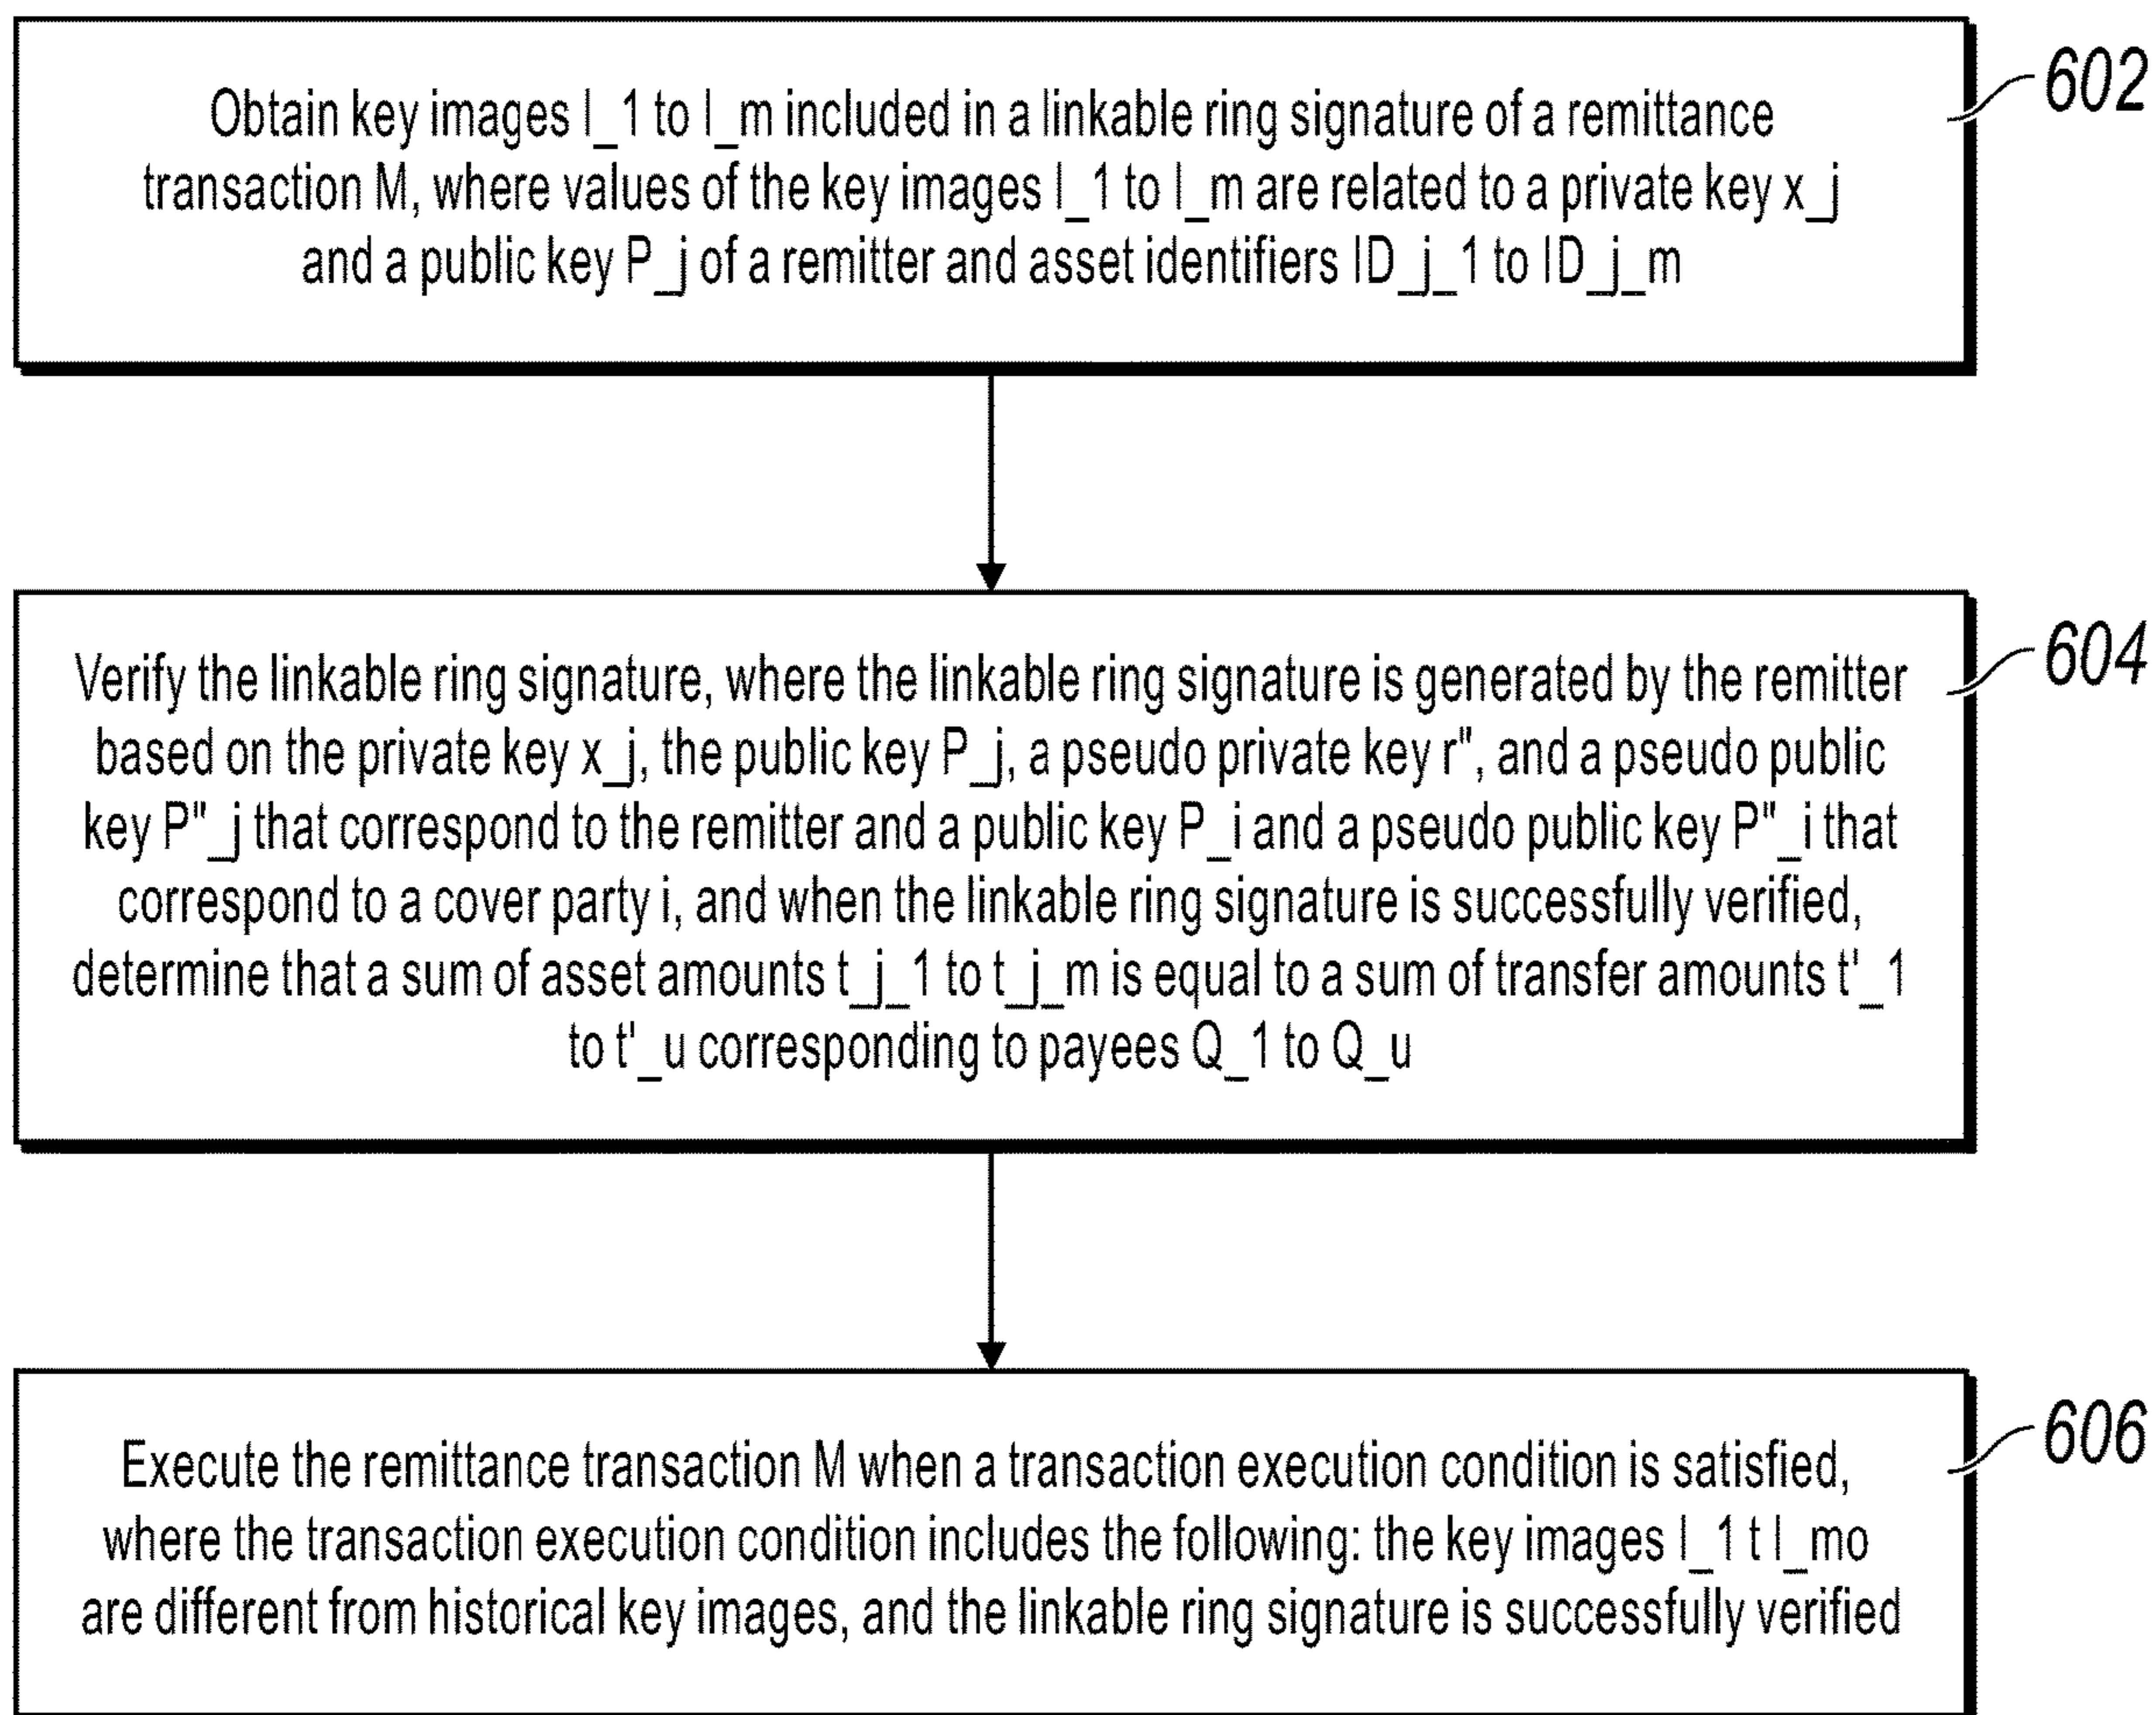 Obtain key images I_1 to I_m included in a linkable ring signature of a remittance
transaction M, where values of the key images I_1 to I_m are related to a private key x_j
and a public key P_j of a remitter and asset identifiers ID_j_1 to ID_j_m
602
Verify the linkable ring signature, where the linkable ring signature is generated by the remitter
based on the private key x_j, the public key P_j, a pseudo private key r", and a pseudo public
key P"_j that correspond to the remitter and a public key P_i and a pseudo public key P"_i that
correspond to a cover party i, and when the linkable ring signature is successfully verified,
determine that a sum of asset amounts t_j_1 to t_j_m is equal to a sum of transfer amounts t'_1
to t'_u corresponding to payees Q_1 to Q_u
604
Execute the remittance transaction M when a transaction execution condition is satisfied,
where the transaction execution condition includes the following: the key images I_1 t I_mo
are different from historical key images, and the linkable ring signature is successfully verified
606